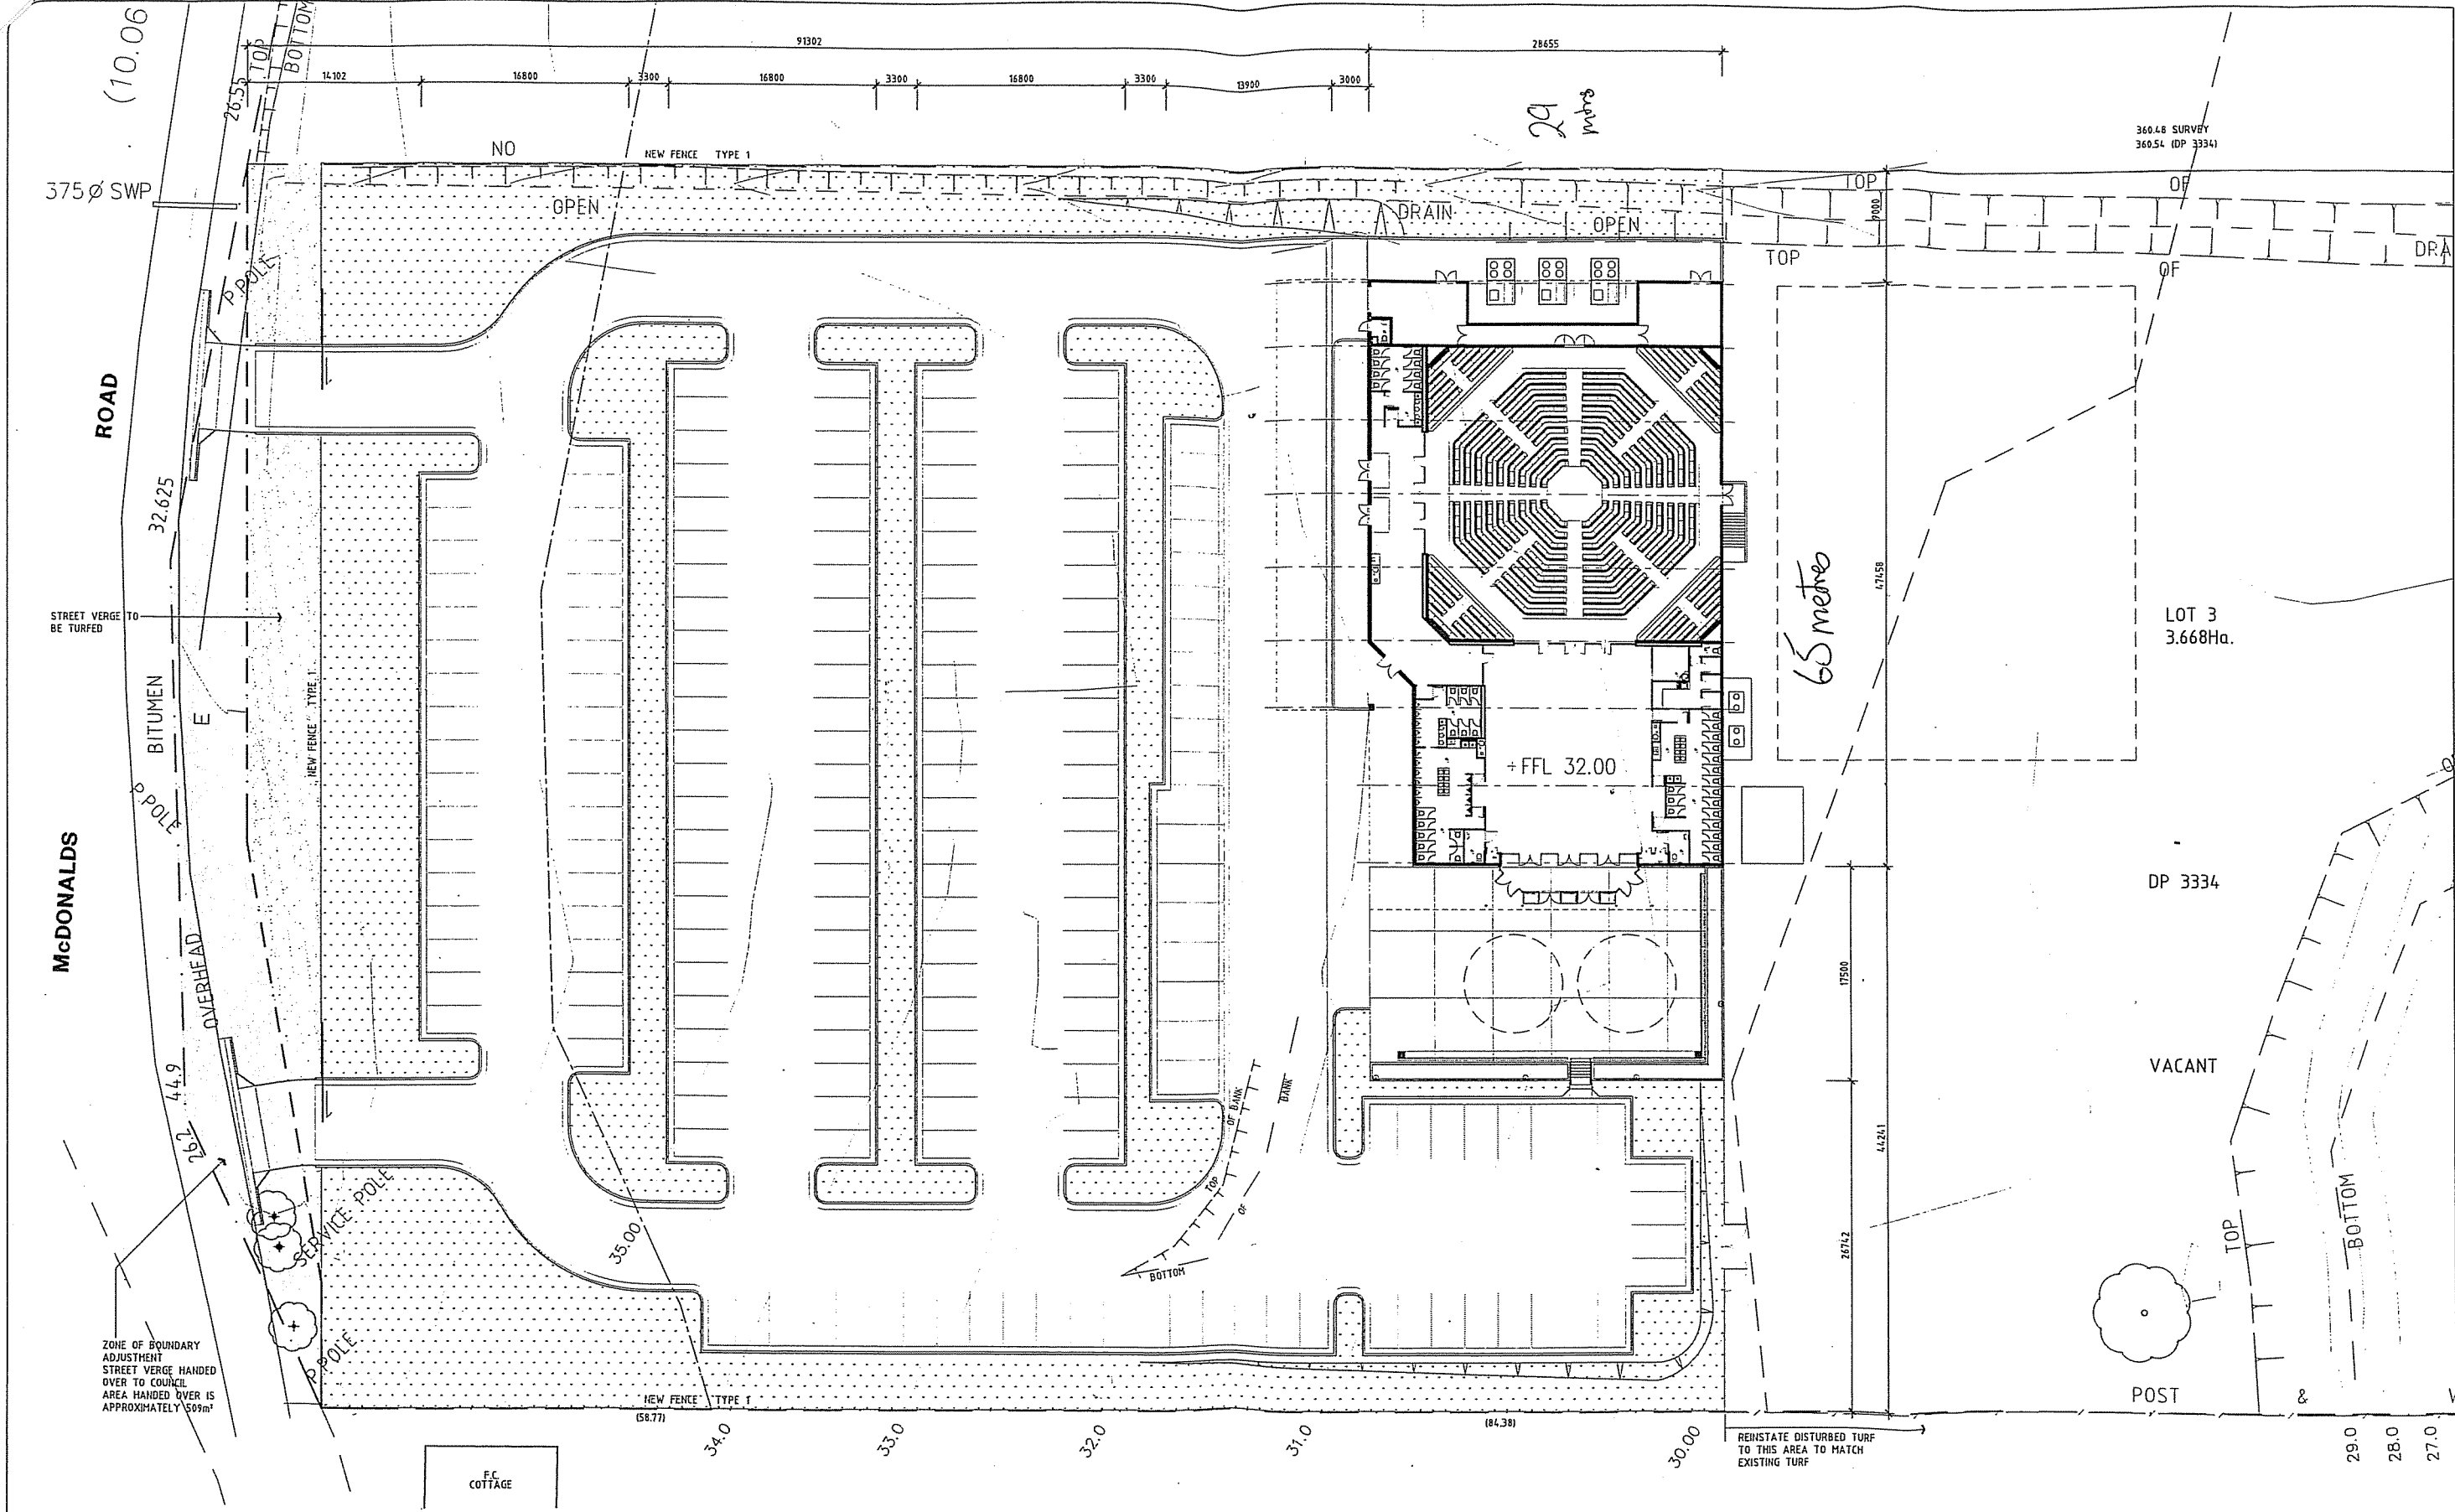 (10.06
91302
28655
14102
16800
3300
16800
3300
16800
3300
13900
3000
TOP
BOTTOM
26.5
29
metres
360.48 SURVEY
360.54 (DP 3334)
NO
NEW FENCE TYPE 1
375Ø SWP
OPEN
DRAIN
OPEN
TOP
OF
TOP
OF
DRA
9000
P.POLE
ROAD
32.625
STREET VERGE TO
BE TURFED
BITUMEN
E
NEW FENCE TYPE 1
P.POLE
McDONALDS
OVERHEAD
44.9
26.2
65 metres
47458
LOT 3
3.668Ha.
÷FFL 32.00
DP 3334
17500
VACANT
44241
26742
TOP
BOTTOM
TOP
OF BANK
BOTTOM
OF
BANK
SERVICE POLE
35.00
P.POLE
ZONE OF BOUNDARY
ADJUSTMENT
STREET VERGE HANDED
OVER TO COUNCIL
AREA HANDED OVER IS
APPROXIMATELY 509m²
NEW FENCE TYPE 1
(58.77)
(84.38)
POST &
34.0
33.0
32.0
31.0
30.00
29.0
28.0
27.0
REINSTATE DISTURBED TURF
TO THIS AREA TO MATCH
EXISTING TURF
F.C.
COTTAGE